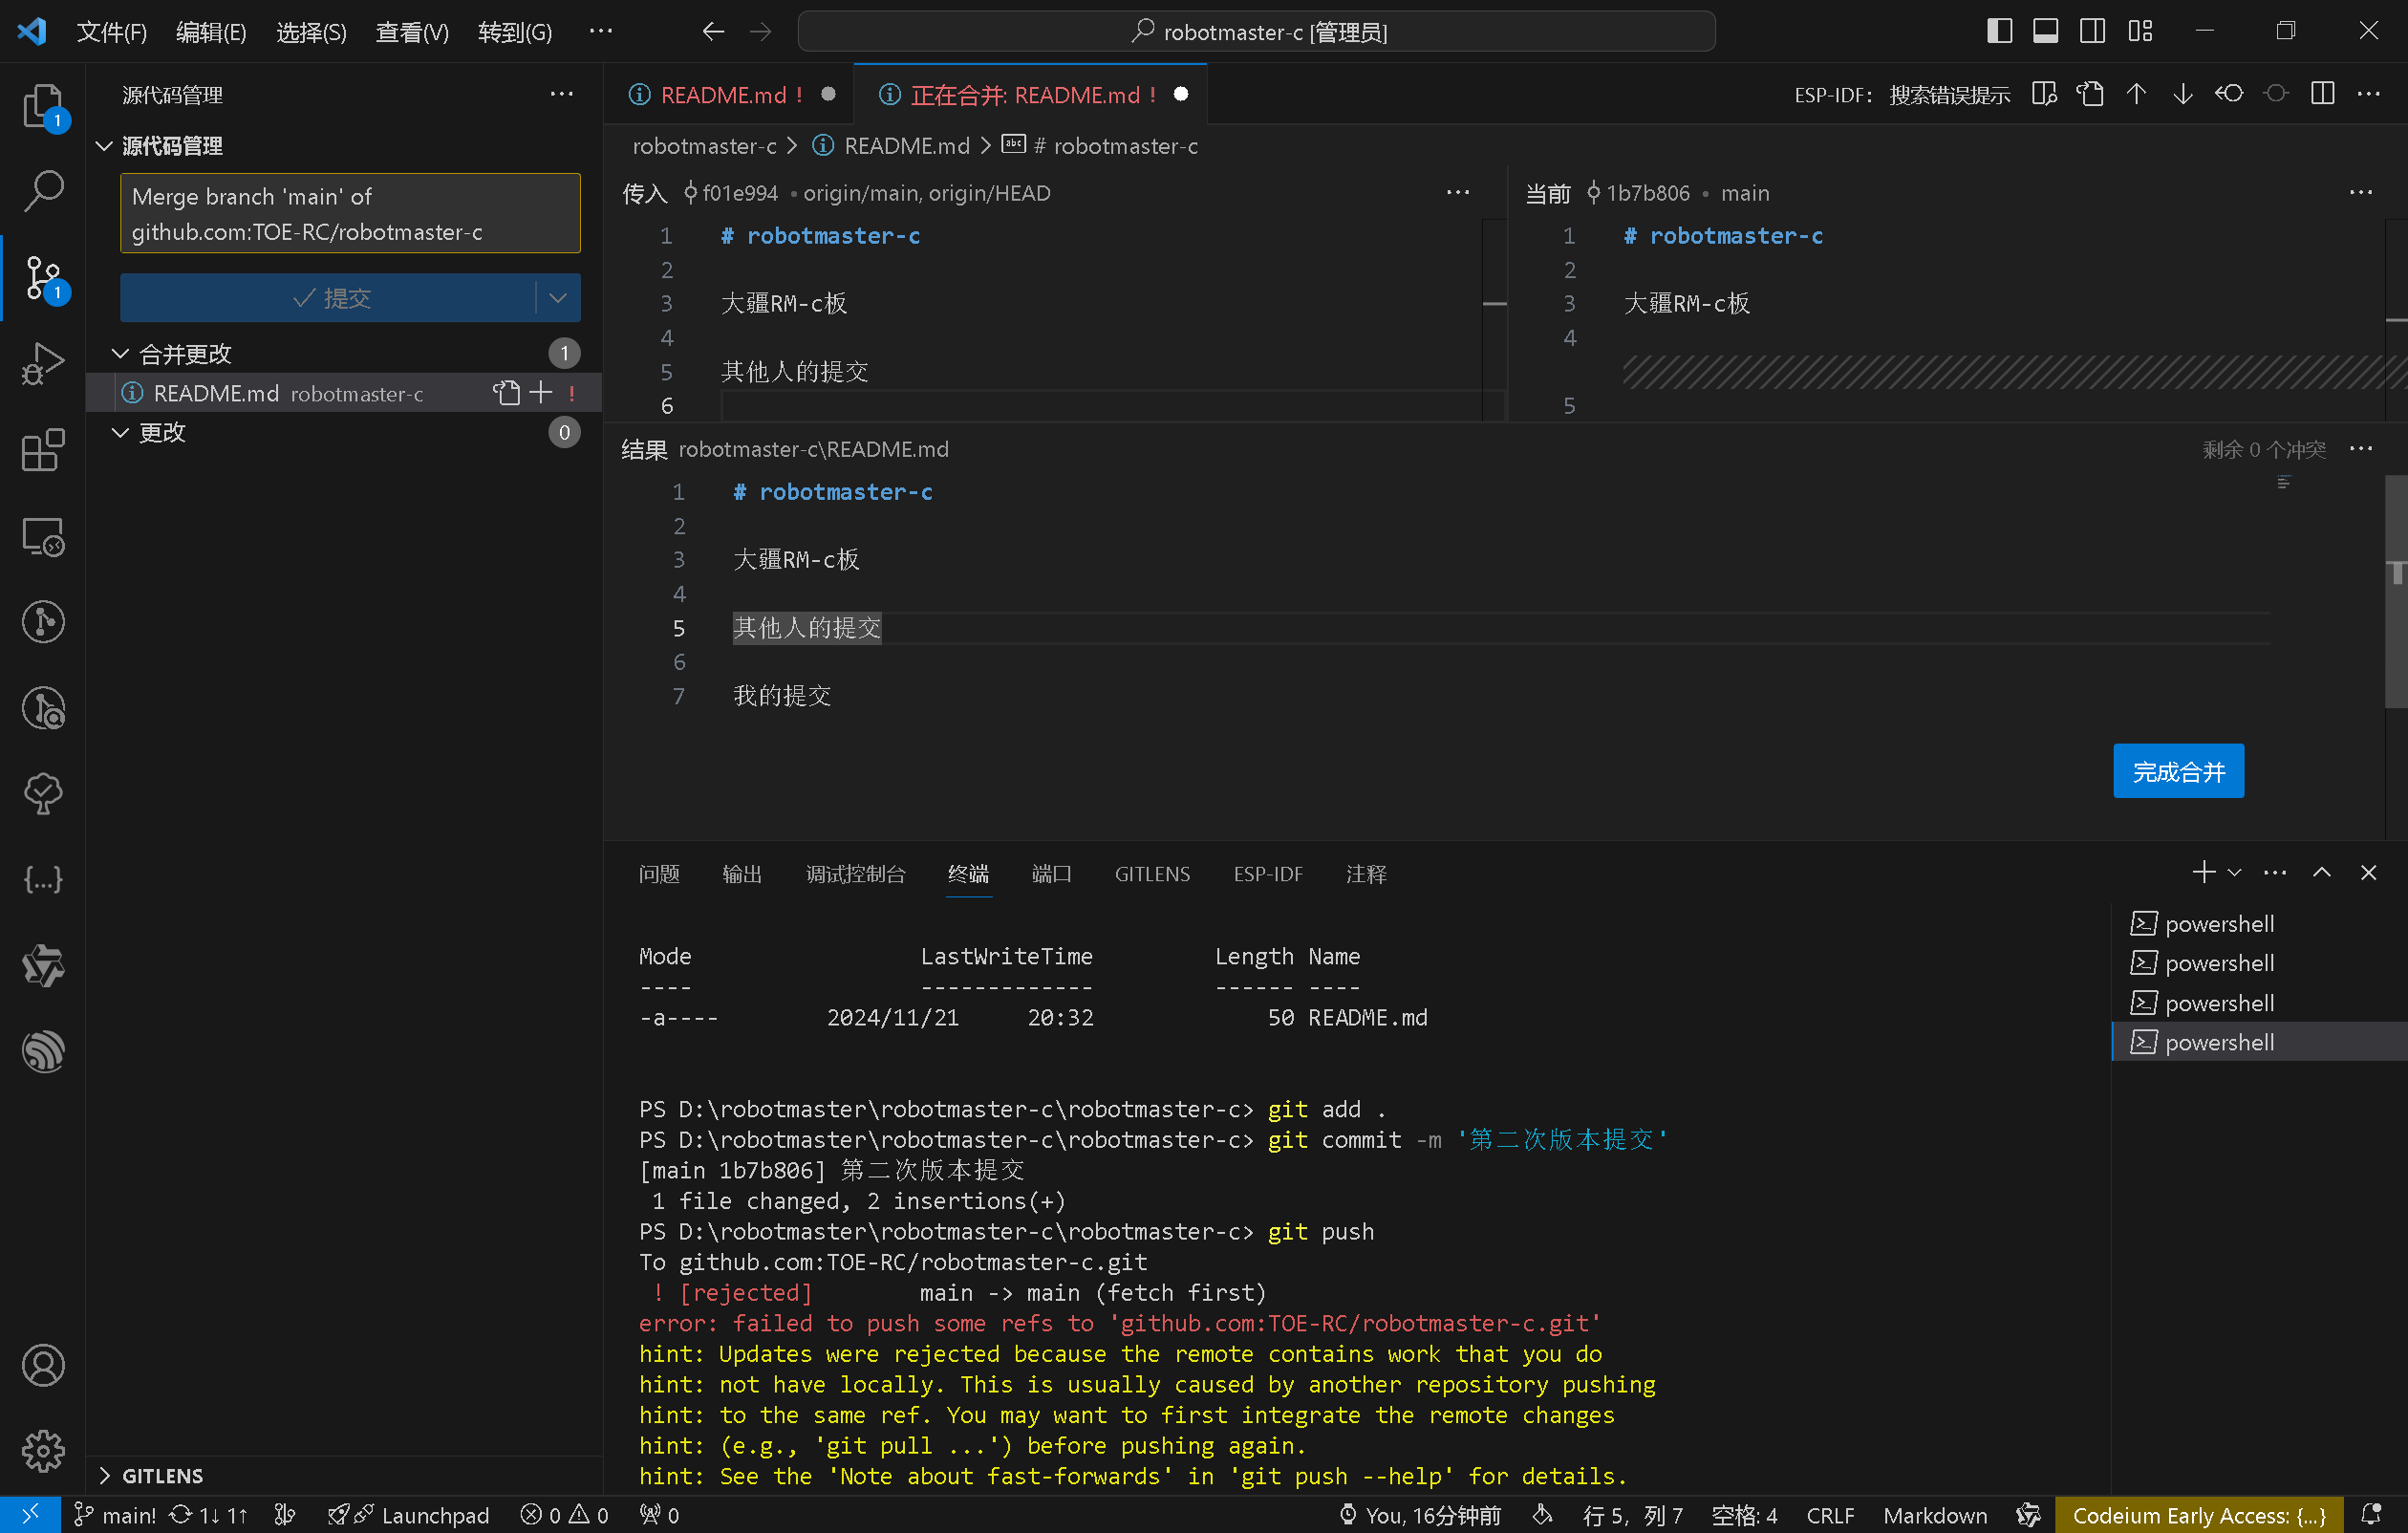 文件(F) 编辑(E) 选择(S) 查看(V) 转到(G) ···
robotmaster-c [管理员]
源代码管理
README.md !
正在合并: README.md !
ESP-IDF: 搜索错误提示
1
源代码管理
robotmaster-c > README.md > # robotmaster-c
Merge branch 'main' of
github.com:TOE-RC/robotmaster-c
传入 f01e994 • origin/main, origin/HEAD
当前 1b7b806 • main
1 # robotmaster-c
2
3 大疆RM-c板
4
5 其他人的提交
6
1 # robotmaster-c
2
3 大疆RM-c板
4
5
1
提交
合并更改 1
README.md robotmaster-c !
更改 0
结果 robotmaster-c\README.md
剩余 0 个冲突
1 # robotmaster-c
2
3 大疆RM-c板
4
5 其他人的提交
6
7 我的提交
完成合并
问题 输出 调试控制台 终端 端口 GITLENS ESP-IDF 注释
powershell
powershell
powershell
powershell
Mode LastWriteTime Length Name
---- ------------- ------ ----
-a---- 2024/11/21 20:32 50 README.md
PS D:\robotmaster\robotmaster-c\robotmaster-c> git add .
PS D:\robotmaster\robotmaster-c\robotmaster-c> git commit -m '第二次版本提交'
[main 1b7b806] 第二次版本提交
1 file changed, 2 insertions(+)
PS D:\robotmaster\robotmaster-c\robotmaster-c> git push
To github.com:TOE-RC/robotmaster-c.git
! [rejected] main -> main (fetch first)
error: failed to push some refs to 'github.com:TOE-RC/robotmaster-c.git'
hint: Updates were rejected because the remote contains work that you do
hint: not have locally. This is usually caused by another repository pushing
hint: to the same ref. You may want to first integrate the remote changes
hint: (e.g., 'git pull ...') before pushing again.
hint: See the 'Note about fast-forwards' in 'git push --help' for details.
GITLENS
main! 1↓ 1↑ Launchpad 0 0 0
You, 16分钟前 行 5, 列 7 空格: 4 CRLF Markdown Codeium Early Access: {...}